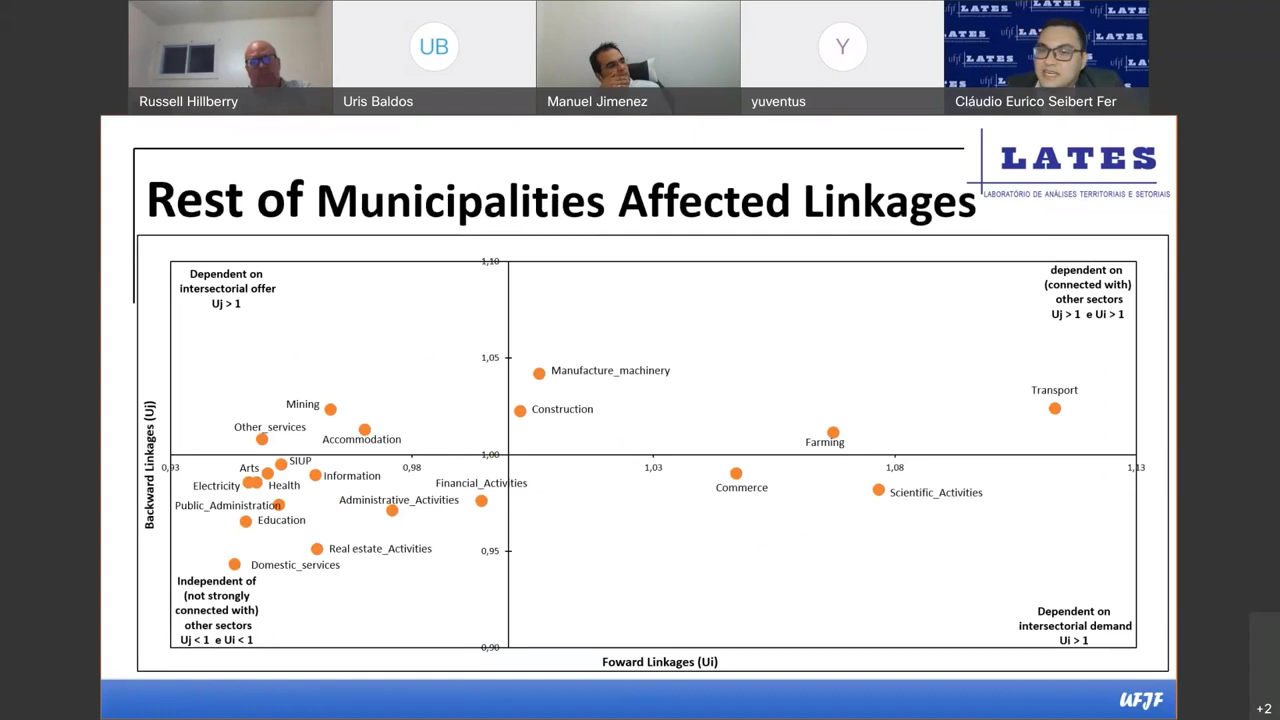 UB
Y
Russell Hillberry
Uris Baldos
Manuel Jimenez
yuventus
Cláudio Eurico Seibert Fer
LATES
LABORATÓRIO DE ANÁLISES TERRITORIAIS E SETORIAIS
Rest of Municipalities Affected Linkages
1,10
Dependent on
intersectorial offer
Uj > 1
dependent on
(connected with)
other sectors
Uj > 1 e Ui > 1
1,05
Manufacture_machinery
Transport
Mining
Construction
Other_services
Accommodation
Farming
1,00
0,93
0,98
1,03
1,08
1,13
SIUP
Arts
Information
Electricity
Health
Financial_Activities
Commerce
Scientific_Activities
Public_Administration
Administrative_Activities
Education
Real estate_Activities
0,95
Domestic_services
Backward Linkages (Uj)
Independent of
(not strongly
connected with)
other sectors
Uj < 1 e Ui < 1
Dependent on
intersectorial demand
Ui > 1
0,90
Foward Linkages (Ui)
UFJF
+2